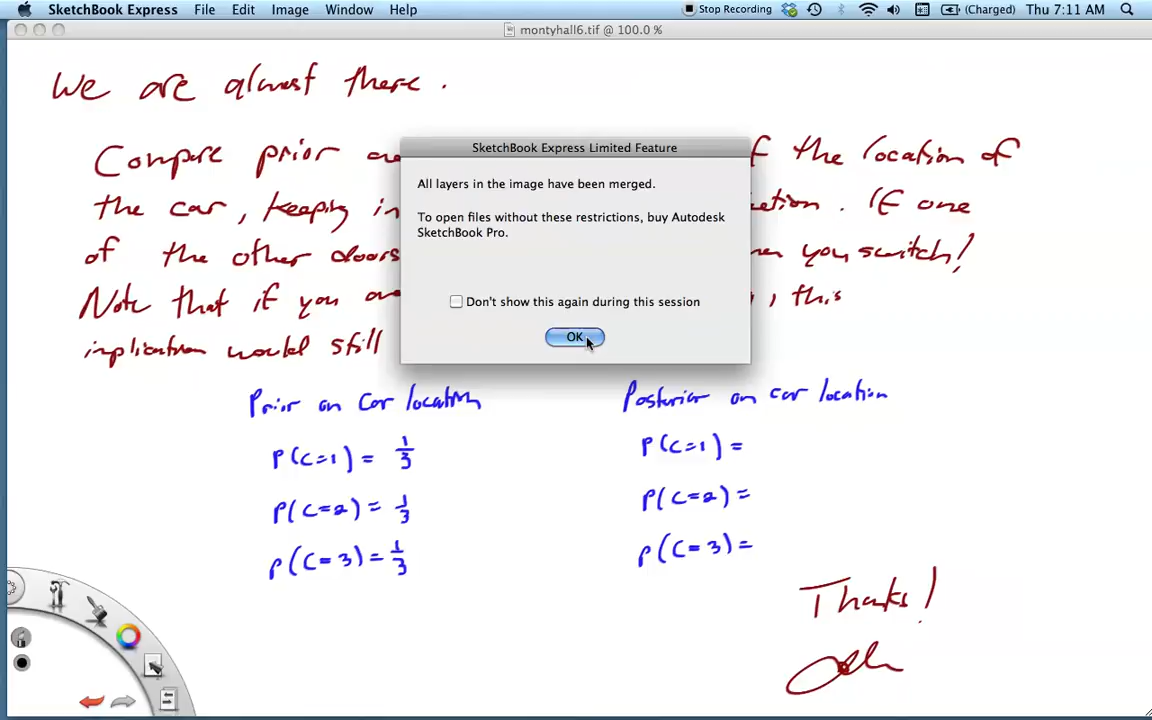 SketchBook Express File Edit Image Window Help Stop Recording (Charged) Thu 7:11 AM
montyhall6.tif @ 100.0 %
We are almost there.
SketchBook Express Limited Feature
All layers in the image have been merged.
To open files without these restrictions, buy Autodesk
SketchBook Pro.
Don't show this again during this session
OK
Compare prior of the location of
the car, keeping in . If one
of the other doors you switch!
Note that if you , this
implication would still
Prior on car location
P(C=1) = 1/3
P(C=2) = 1/3
P(C=3) = 1/3
Posterior on car location
P(C=1) =
P(C=2) =
P(C=3) =
Thanks!